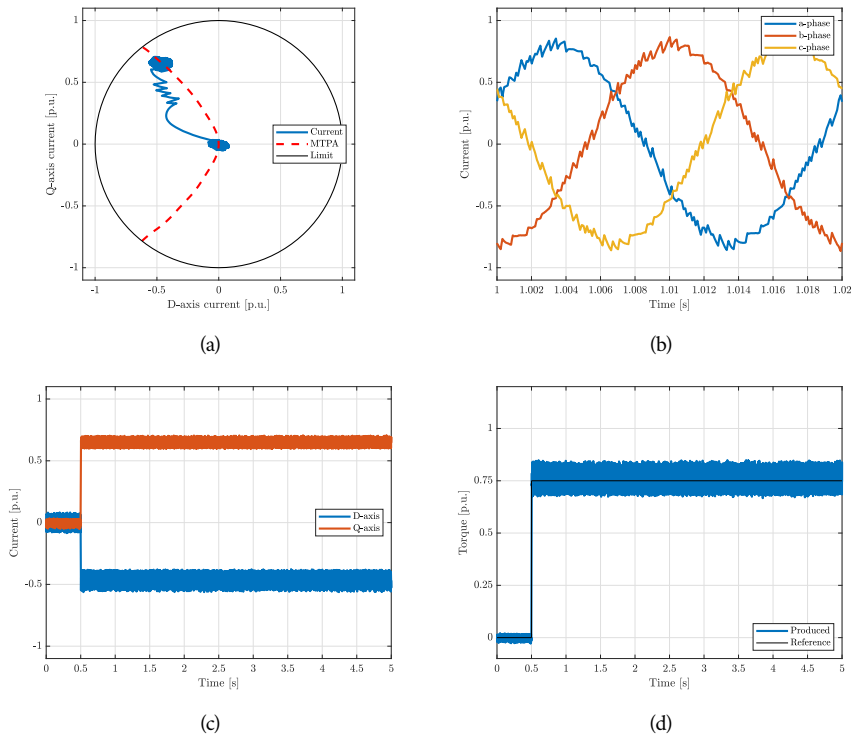 1
0.5
0
-0.5
-1
Q-axis current [p.u.]
-1
-0.5
0
0.5
1
D-axis current [p.u.]
Current
MTPA
Limit
(a)
1
0.5
0
-0.5
-1
Current [p.u.]
1
1.002
1.004
1.006
1.008
1.01
1.012
1.014
1.016
1.018
1.02
Time [s]
a-phase
b-phase
c-phase
(b)
1
0.5
0
-0.5
-1
Current [p.u.]
0
0.5
1
1.5
2
2.5
3
3.5
4
4.5
5
Time [s]
D-axis
Q-axis
(c)
1
0.75
0.5
0.25
0
Torque [p.u.]
0
0.5
1
1.5
2
2.5
3
3.5
4
4.5
5
Time [s]
Produced
Reference
(d)